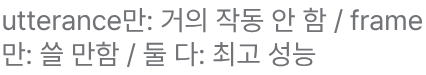 utterance만: 거의 작동 안 함 / frame
만: 쓸 만함 / 둘 다: 최고 성능